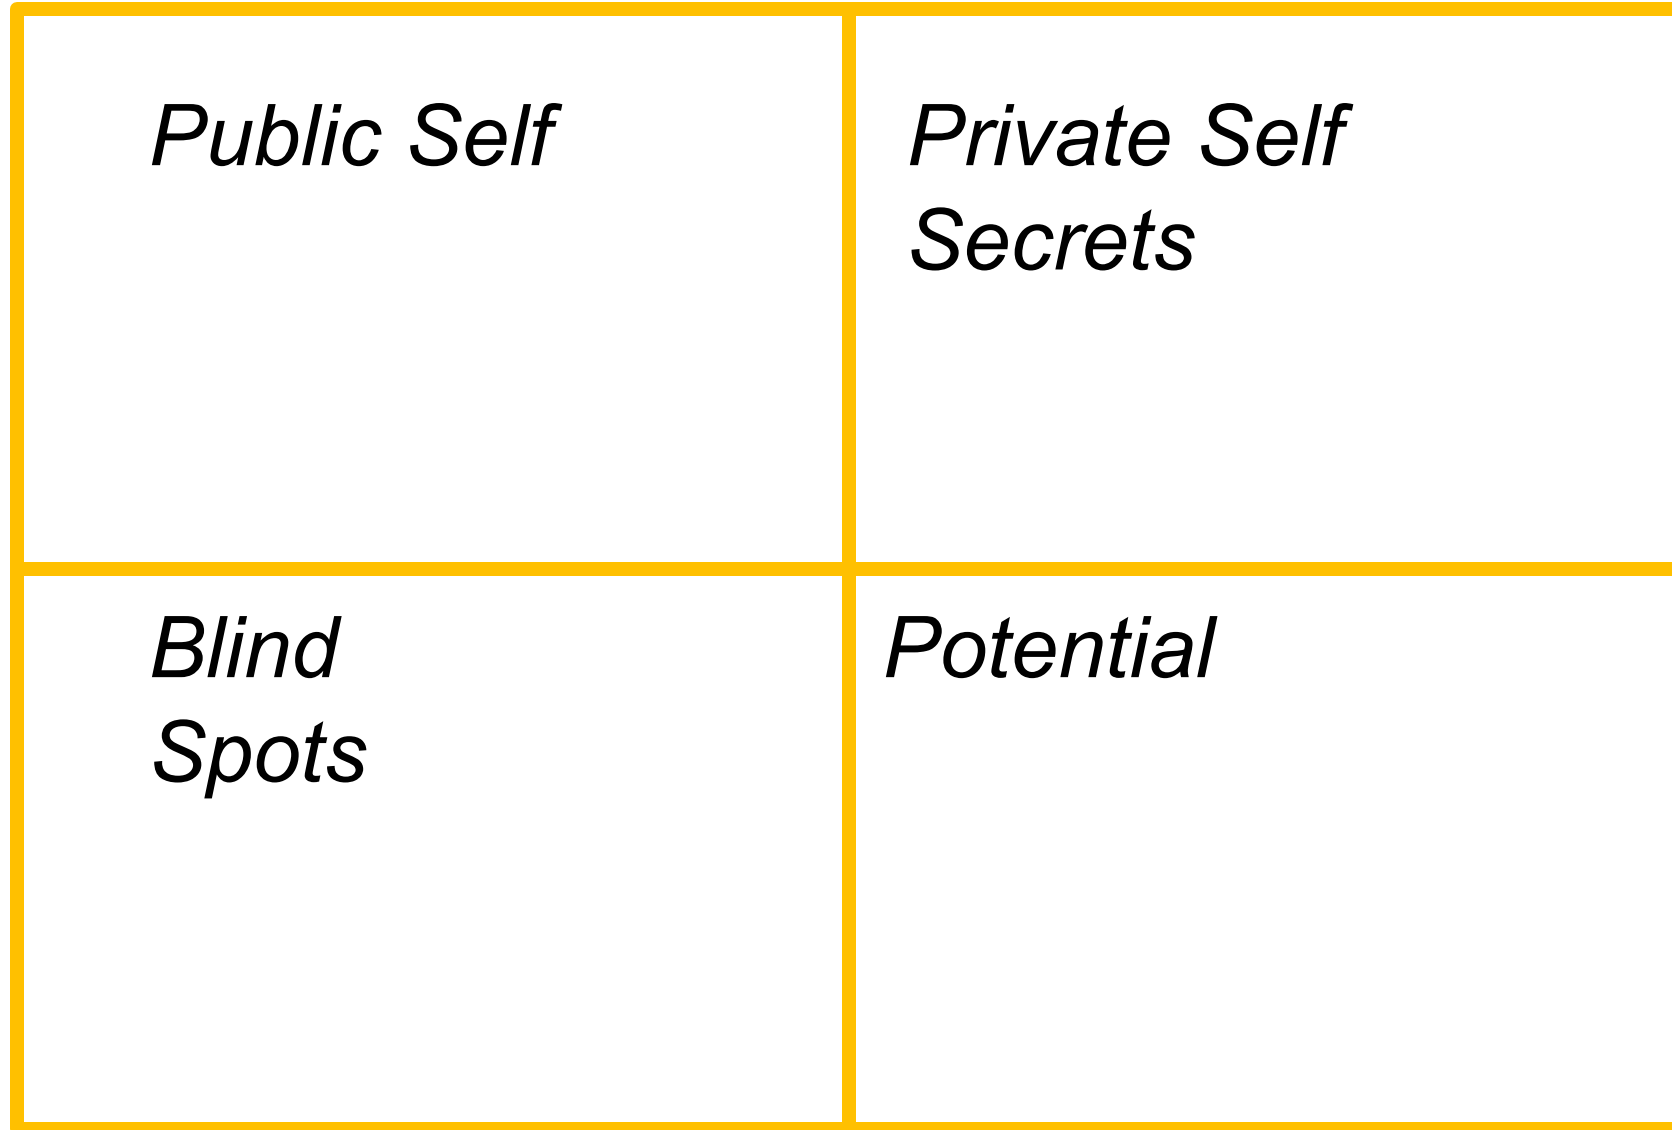 Public Self
Private Self
Secrets
Blind
Spots
Potential